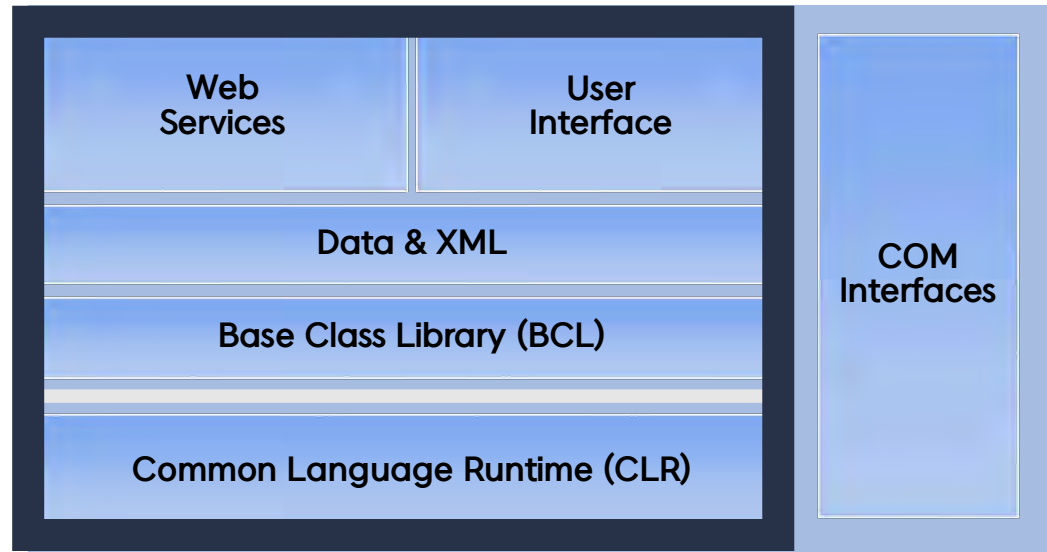 Web
Services
User
Interface
Data & XML
Base Class Library (BCL)
Common Language Runtime (CLR)
COM
Interfaces